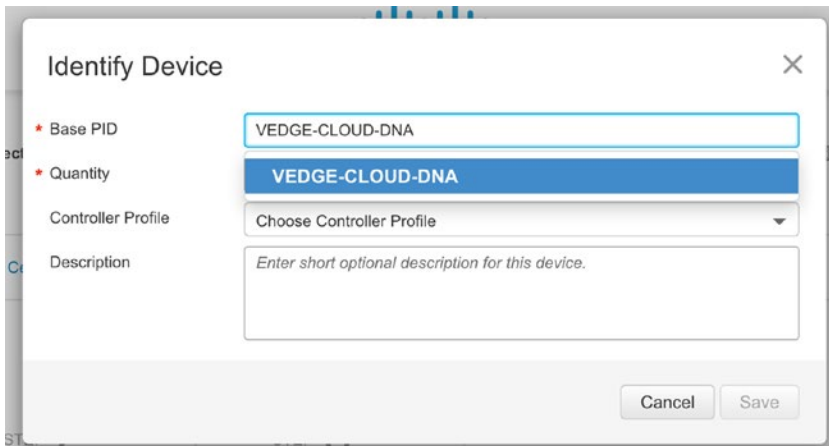 Identify Device
* Base PID
VEDGE-CLOUD-DNA
* Quantity
VEDGE-CLOUD-DNA
Controller Profile
Choose Controller Profile
Description
Enter short optional description for this device.
Cancel
Save